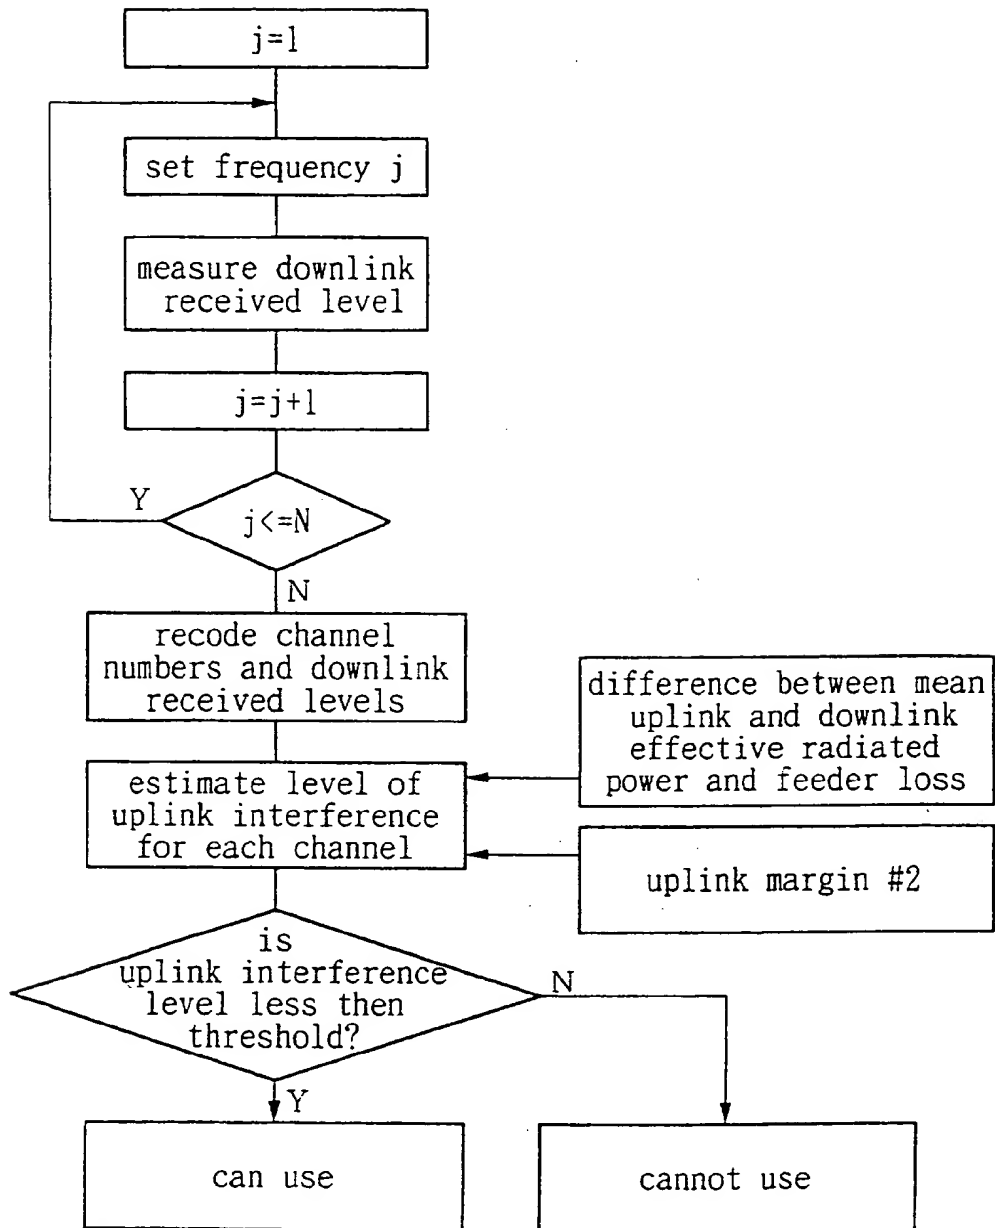 j=1
set frequency j
measure downlink
received level
j=j+1
Y
j<=N
N
recode channel
numbers and downlink
received levels
difference between mean
uplink and downlink
effective radiated
power and feeder loss
estimate level of
uplink interference
for each channel
uplink margin #2
is
uplink interference
level less then
threshold?
N
Y
can use
cannot use